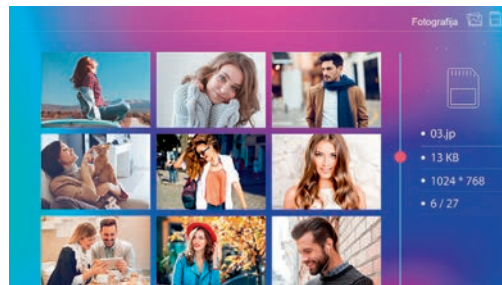 Fotografija
• 03.jp
• 13 KB
• 1024 * 768
• 6 / 27